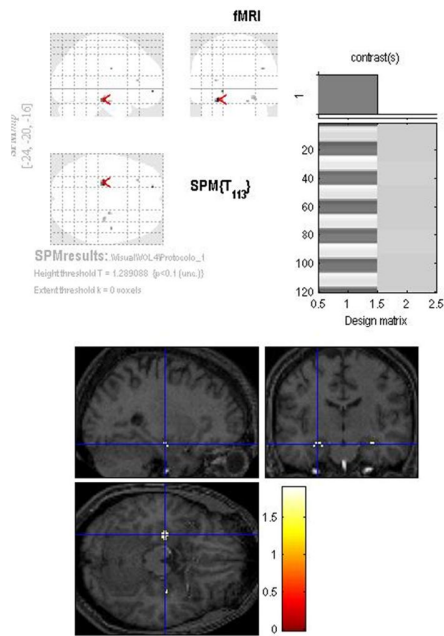 fMRI
contrast(s)
1
[-24, -20, -16]
SPM{T113}
20
40
60
80
100
120
0.5 1 1.5 2 2.5
Design matrix
SPMresults:
Height threshold T = 1.289088 {p<0.1 (unc.)}
Extent threshold k = 0 voxels
1.5
1
0.5
0